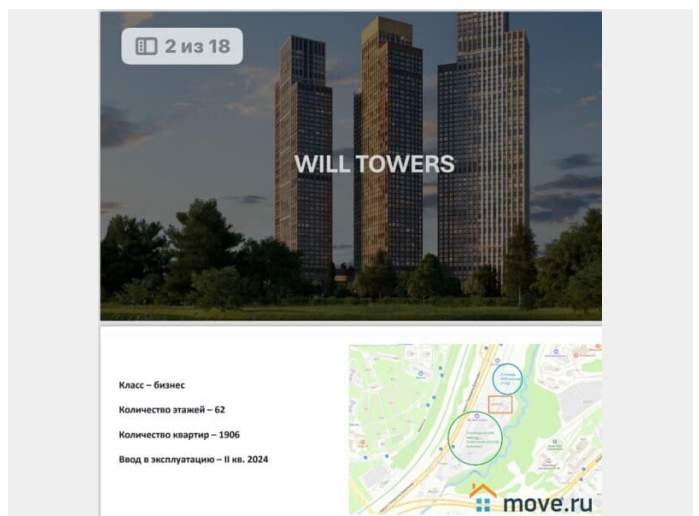 2 из 18
WILL TOWERS
Класс – бизнес
Количество этажей – 62
Количество квартир – 1906
Ввод в эксплуатацию – II кв. 2024
move.ru